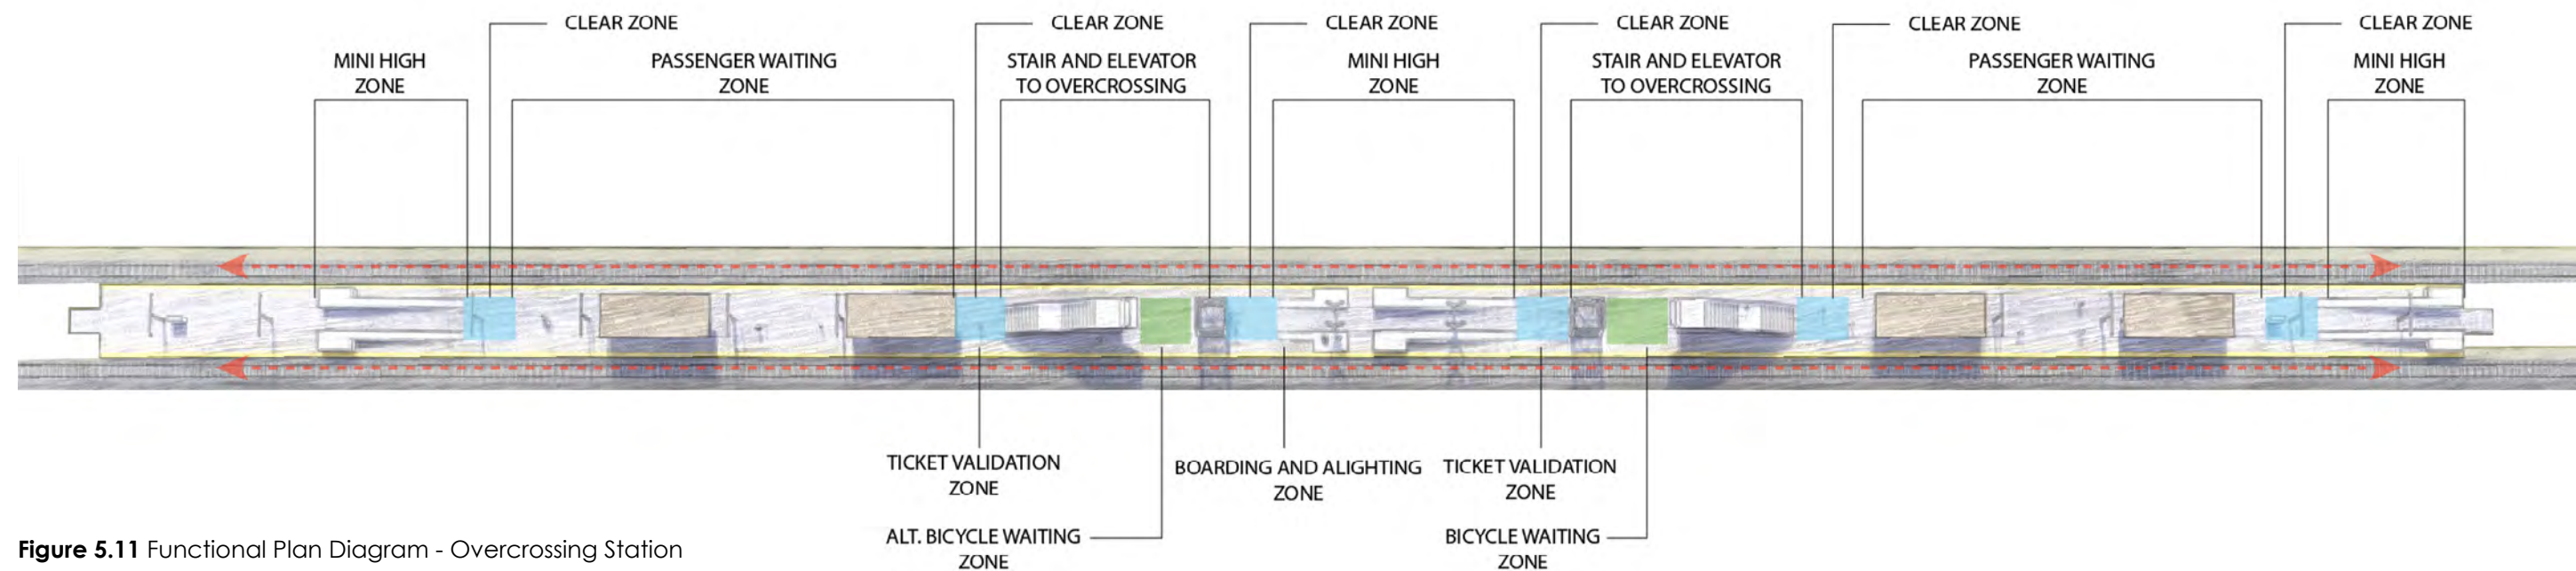 CLEAR ZONE
CLEAR ZONE
CLEAR ZONE
CLEAR ZONE
CLEAR ZONE
CLEAR ZONE
MINI HIGH
ZONE
PASSENGER WAITING
ZONE
STAIR AND ELEVATOR
TO OVERCROSSING
MINI HIGH
ZONE
STAIR AND ELEVATOR
TO OVERCROSSING
PASSENGER WAITING
ZONE
MINI HIGH
ZONE
TICKET VALIDATION
ZONE
BOARDING AND ALIGHTING
ZONE
TICKET VALIDATION
ZONE
ALT. BICYCLE WAITING
ZONE
BICYCLE WAITING
ZONE
Figure 5.11 Functional Plan Diagram - Overcrossing Station